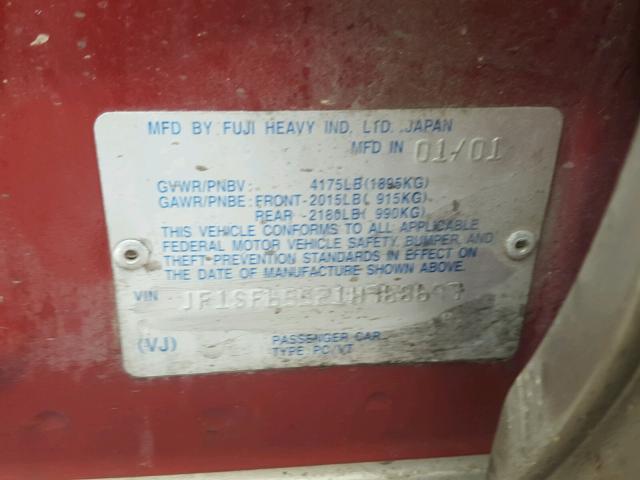 MFD BY FUJI HEAVY IND. LTD. JAPAN
MFD IN 01/01
GVWR/PNBV : 4175LB(1895KG)
GAWR/PNBE: FRONT-2015LB( 915KG)
REAR -2180LB( 990KG)
THIS VEHICLE CONFORMS TO ALL APPLICABLE
FEDERAL MOTOR VEHICLE SAFETY, BUMPER, AND
THEFT PREVENTION STANDARDS IN EFFECT ON
THE DATE OF MANUFACTURE SHOWN ABOVE.
VIN
(VJ) PASSENGER CAR
TYPE PC/VT